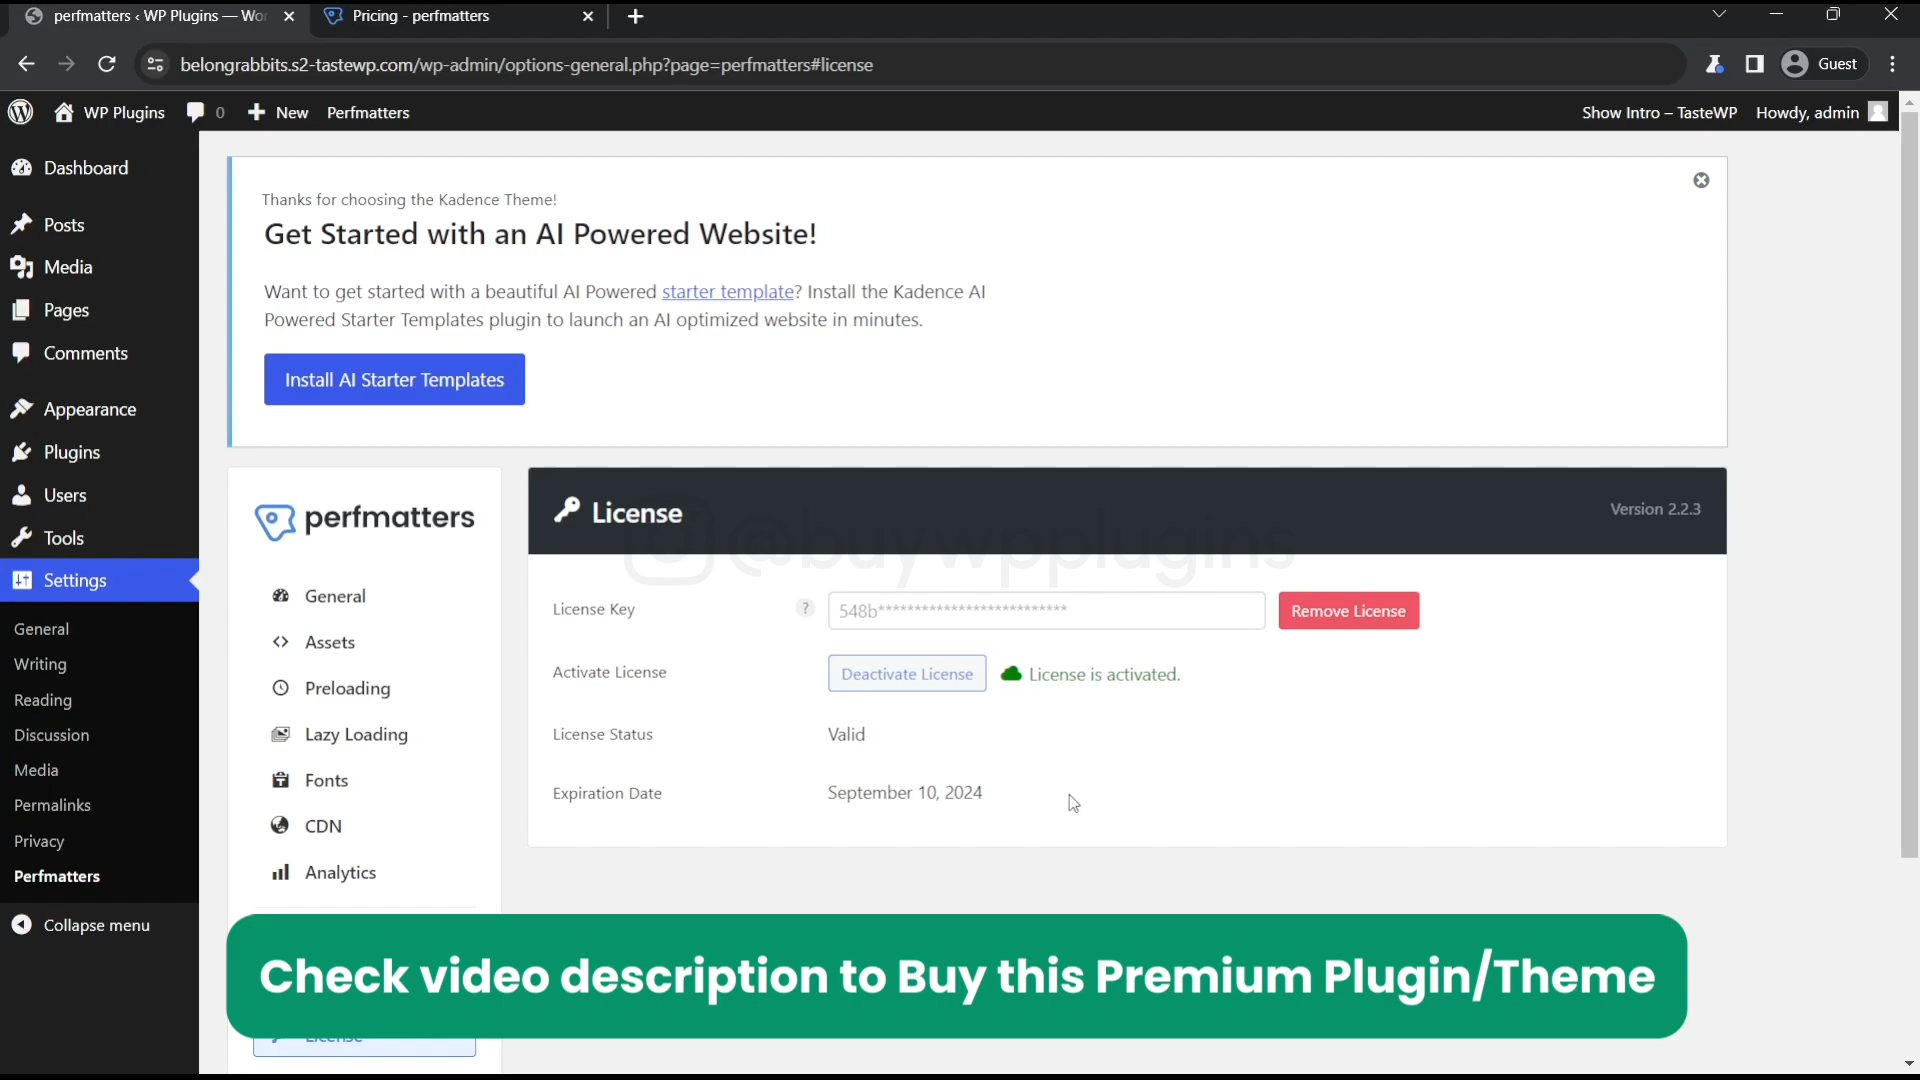 perfmatters ‹ WP Plugins — Wor
Pricing - perfmatters
belongrabbits.s2-tastewp.com/wp-admin/options-general.php?page=perfmatters#license
Guest
WP Plugins
0
New
Perfmatters
Show Intro – TasteWP
Howdy, admin
Dashboard
Posts
Media
Pages
Comments
Appearance
Plugins
Users
Tools
Settings
General
Writing
Reading
Discussion
Media
Permalinks
Privacy
Perfmatters
Collapse menu
Thanks for choosing the Kadence Theme!
Get Started with an AI Powered Website!
Want to get started with a beautiful AI Powered starter template? Install the Kadence AI
Powered Starter Templates plugin to launch an AI optimized website in minutes.
Install AI Starter Templates
perfmatters
General
Assets
Preloading
Lazy Loading
Fonts
CDN
Analytics
License
License
Version 2.2.3
@buywpplugins
License Key
?
548b**************************
Remove License
Activate License
Deactivate License
License is activated.
License Status
Valid
Expiration Date
September 10, 2024
Check video description to Buy this Premium Plugin/Theme